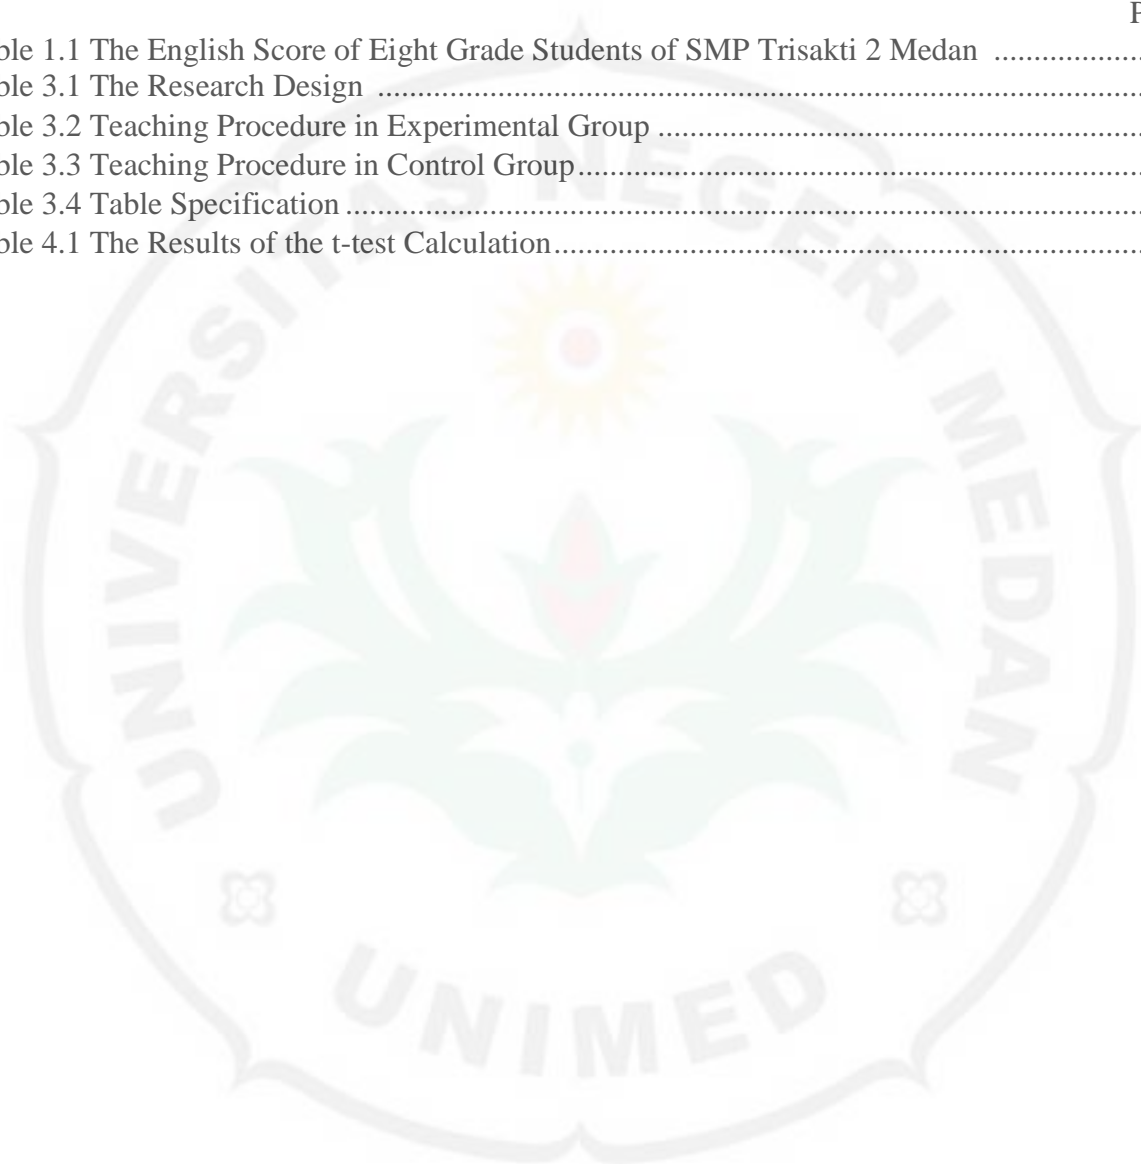 P
ble 1.1 The English Score of Eight Grade Students of SMP Trisakti 2 Medan ..................
ble 3.1 The Research Design ..........................................................................................
ble 3.2 Teaching Procedure in Experimental Group ..........................................................
ble 3.3 Teaching Procedure in Control Group......................................................................
ble 3.4 Table Specification ................................................................................................
ble 4.1 The Results of the t-test Calculation.........................................................................
UNIVERSITAS NEGERI MEDAN
UNIMED